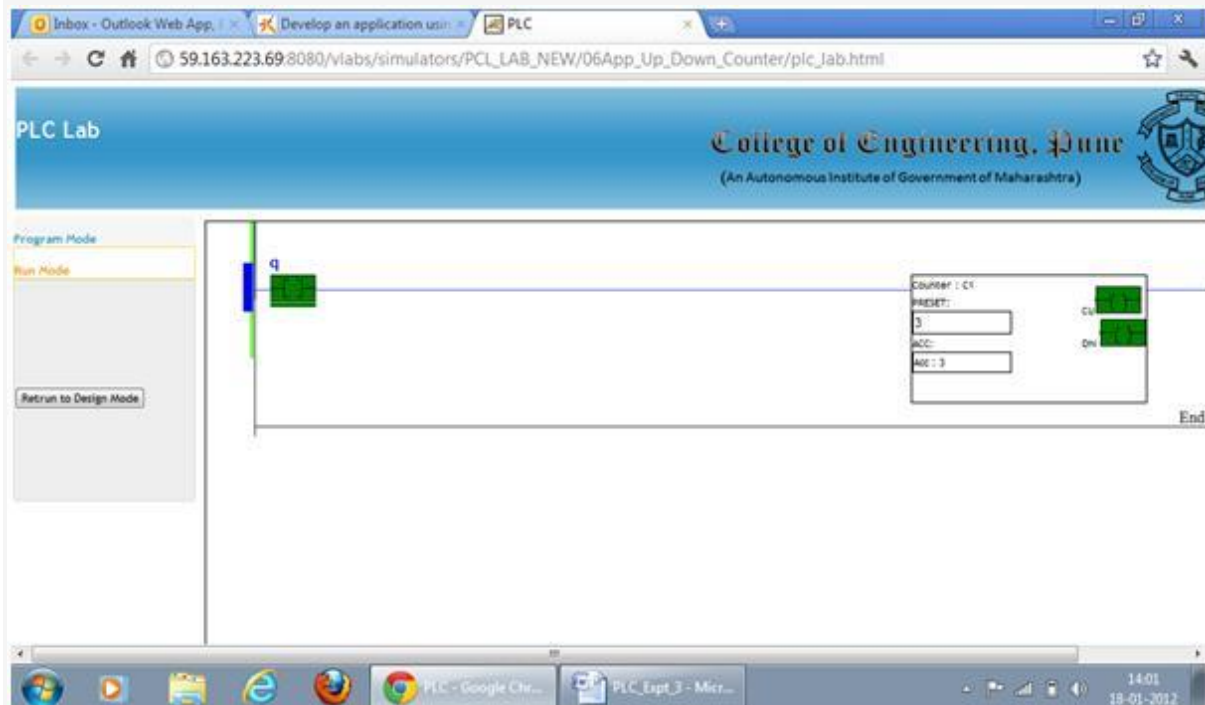 Inbox - Outlook Web App,
Develop an application usin
PLC
59.163.223.69:8080/vlabs/simulators/PCL_LAB_NEW/06App_Up_Down_Counter/plc_lab.html
PLC Lab
College of Engineering, Pune
(An Autonomous Institute of Government of Maharashtra)
Program Mode
Run Mode
Retrun to Design Mode
q
Counter :
PRESET:
3
ACC:
Acc : 3
CU
DN
End
PLC - Google Chr...
PLC_Expt_3 - Micr...
14:01
18-01-2012